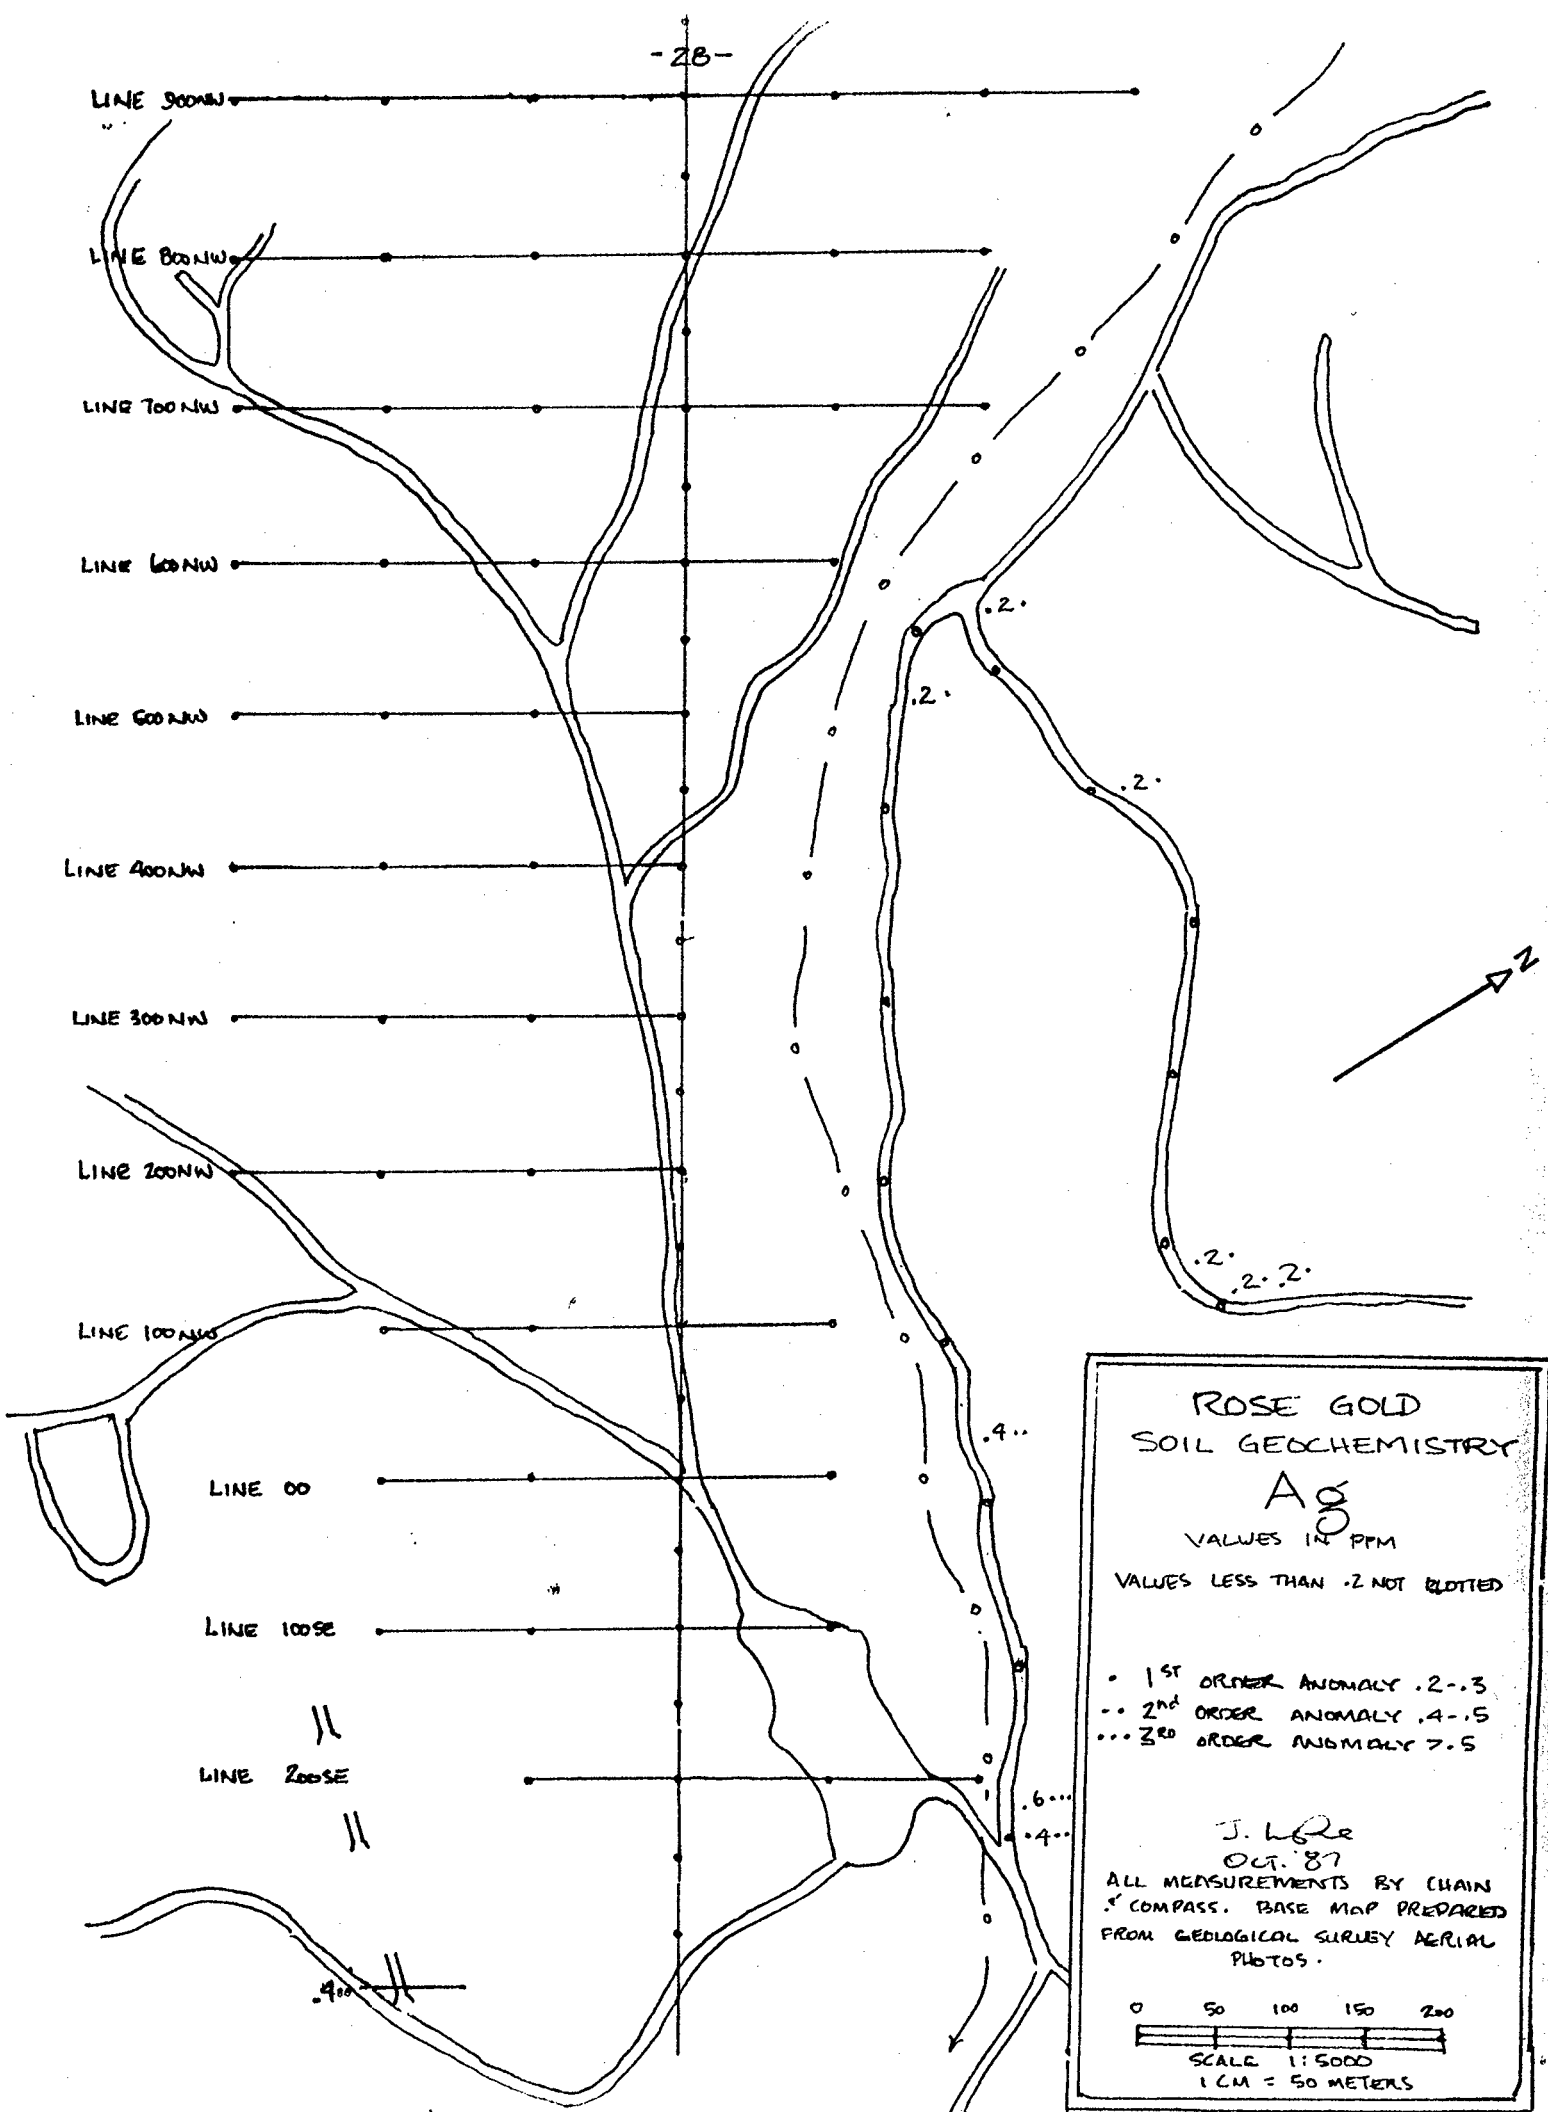 -28-
LINE 900NW
LINE 800NW
LINE 700NW
LINE 600NW
.2.
LINE 500NW
.2.
.2.
LINE 400NW
N
LINE 300NW
LINE 200NW
.2.
.2. .2.
LINE 100NW
.4..
LINE 00
LINE 100SE
LINE 200SE
.6...
.4..
.4..
ROSE GOLD
SOIL GEOCHEMISTRY
Ag
VALUES IN PPM
VALUES LESS THAN .2 NOT PLOTTED
. 1ST ORDER ANOMALY .2-.3
.. 2nd ORDER ANOMALY .4-.5
... 3RD ORDER ANOMALY >.5
J.
OCT. '87
ALL MEASUREMENTS BY CHAIN
& COMPASS. BASE MAP PREPARED
FROM GEOLOGICAL SURVEY AERIAL
PHOTOS.
0 50 100 150 200
SCALE 1:5000
1 CM = 50 METERS